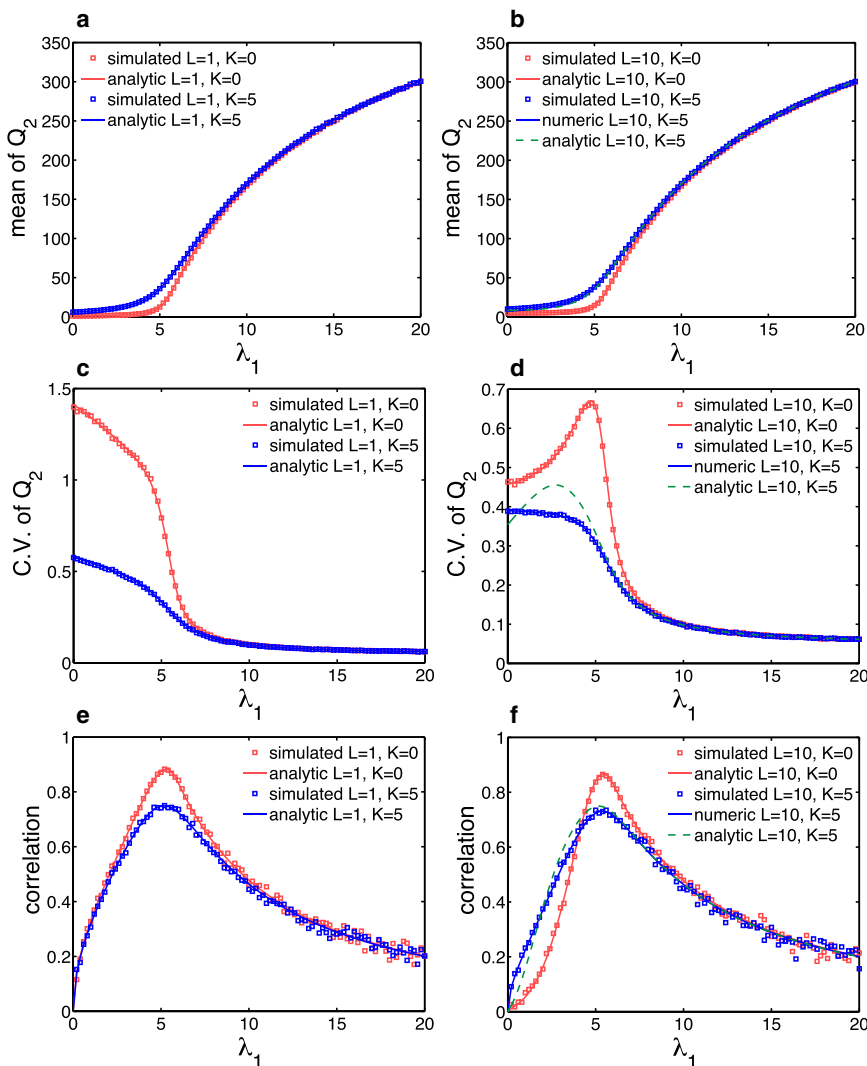 a
350
300
250
200
150
100
50
0
0
5
10
15
20
mean of Q2
λ1
simulated L=1, K=0
analytic L=1, K=0
simulated L=1, K=5
analytic L=1, K=5
b
350
300
250
200
150
100
50
0
0
5
10
15
20
mean of Q2
λ1
simulated L=10, K=0
analytic L=10, K=0
simulated L=10, K=5
numeric L=10, K=5
analytic L=10, K=5
c
1.5
1
0.5
0
0
5
10
15
20
C.V. of Q2
λ1
simulated L=1, K=0
analytic L=1, K=0
simulated L=1, K=5
analytic L=1, K=5
d
0.7
0.6
0.5
0.4
0.3
0.2
0.1
0
0
5
10
15
20
C.V. of Q2
λ1
simulated L=10, K=0
analytic L=10, K=0
simulated L=10, K=5
numeric L=10, K=5
analytic L=10, K=5
e
1
0.8
0.6
0.4
0.2
0
0
5
10
15
20
correlation
λ1
simulated L=1, K=0
analytic L=1, K=0
simulated L=1, K=5
analytic L=1, K=5
f
1
0.8
0.6
0.4
0.2
0
0
5
10
15
20
correlation
λ1
simulated L=10, K=0
analytic L=10, K=0
simulated L=10, K=5
numeric L=10, K=5
analytic L=10, K=5